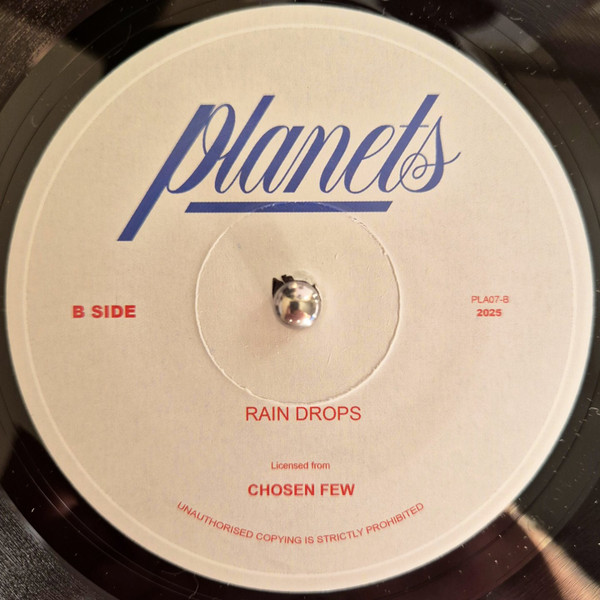 planets
B SIDE
PLA07-B
2025
RAIN DROPS
Licensed from
CHOSEN FEW
UNAUTHORISED COPYING IS STRICTLY PROHIBITED